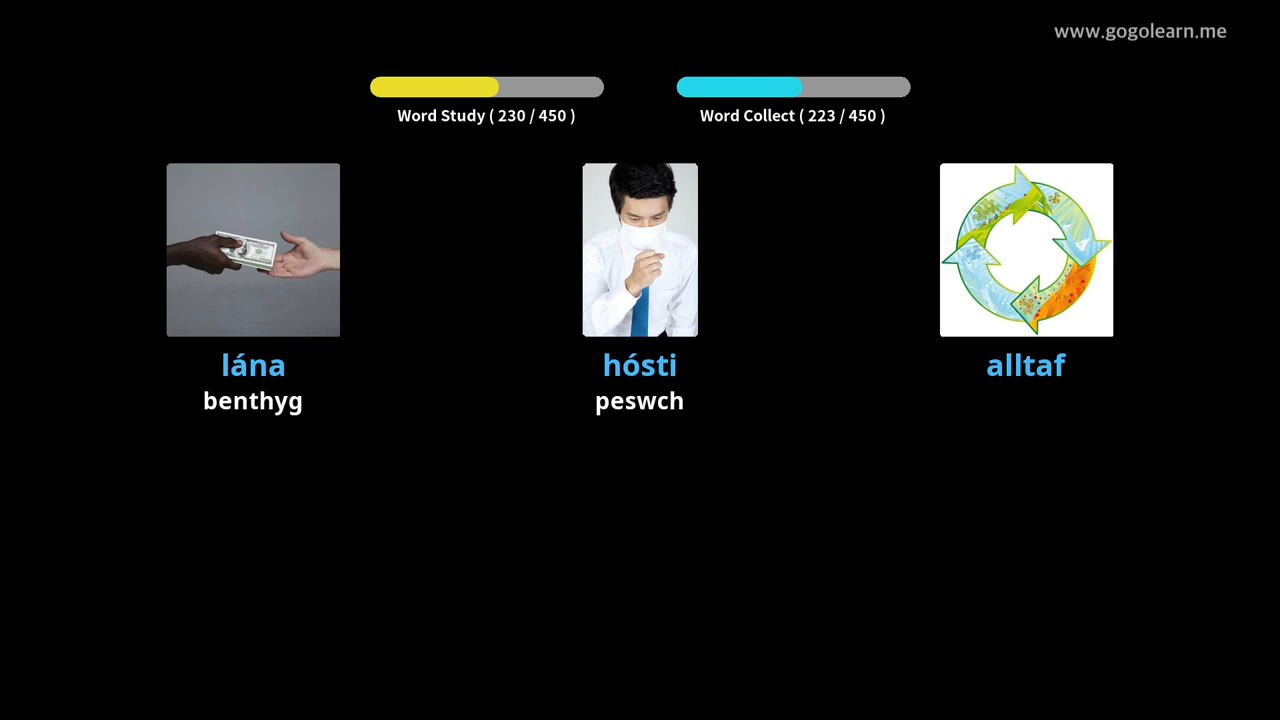 www.gogolearn.me
Word Study ( 230 / 450 )
Word Collect ( 223 / 450 )
lána
hósti
alltaf
benthyg
peswch